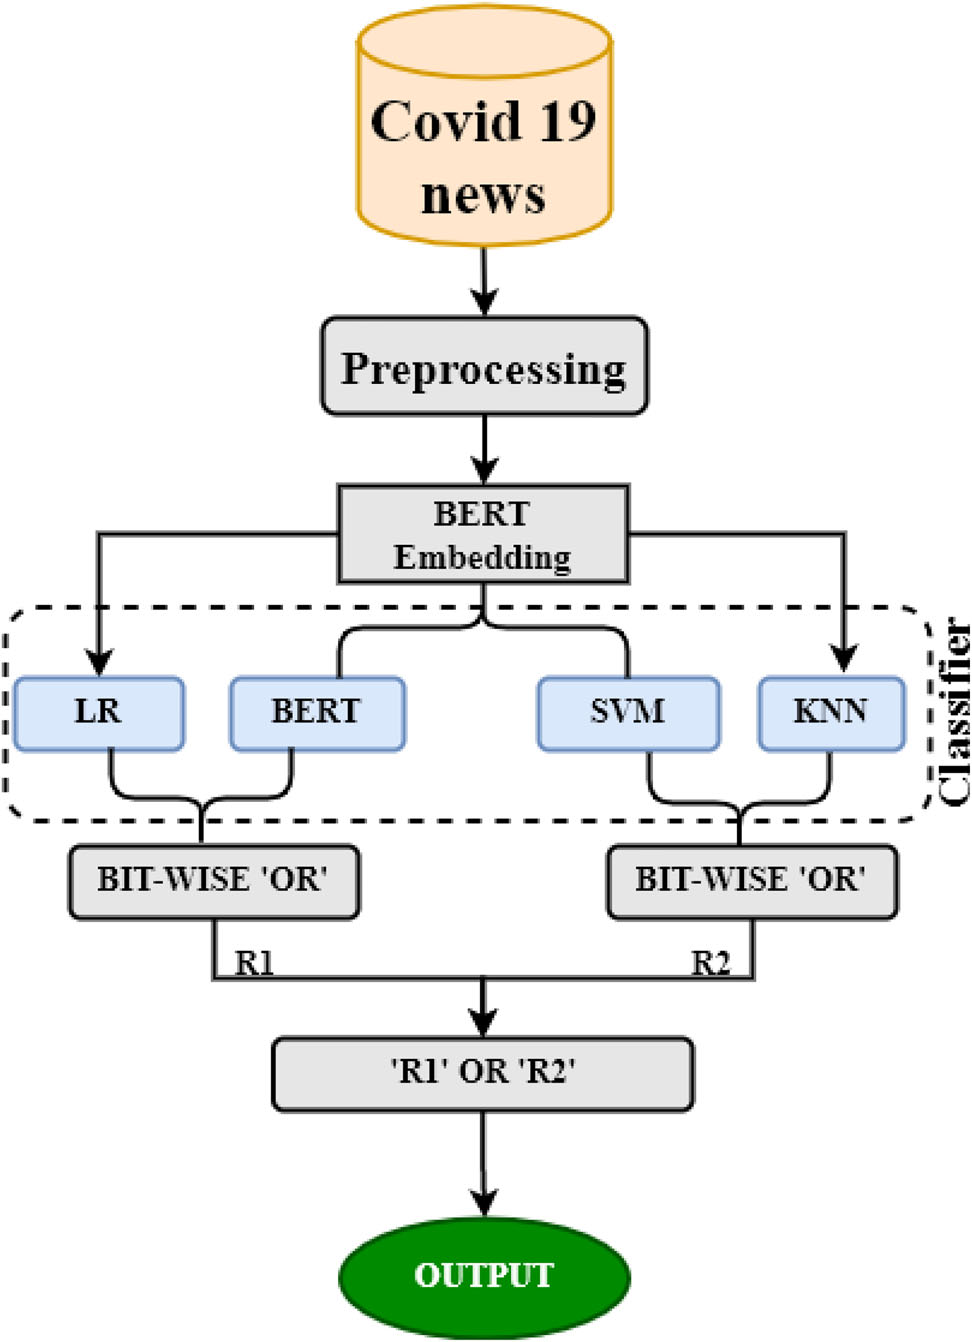 Covid 19
news
Preprocessing
BERT
Embedding
Classifier
LR
BERT
SVM
KNN
BIT-WISE 'OR'
BIT-WISE 'OR'
R1
R2
'R1' OR 'R2'
OUTPUT